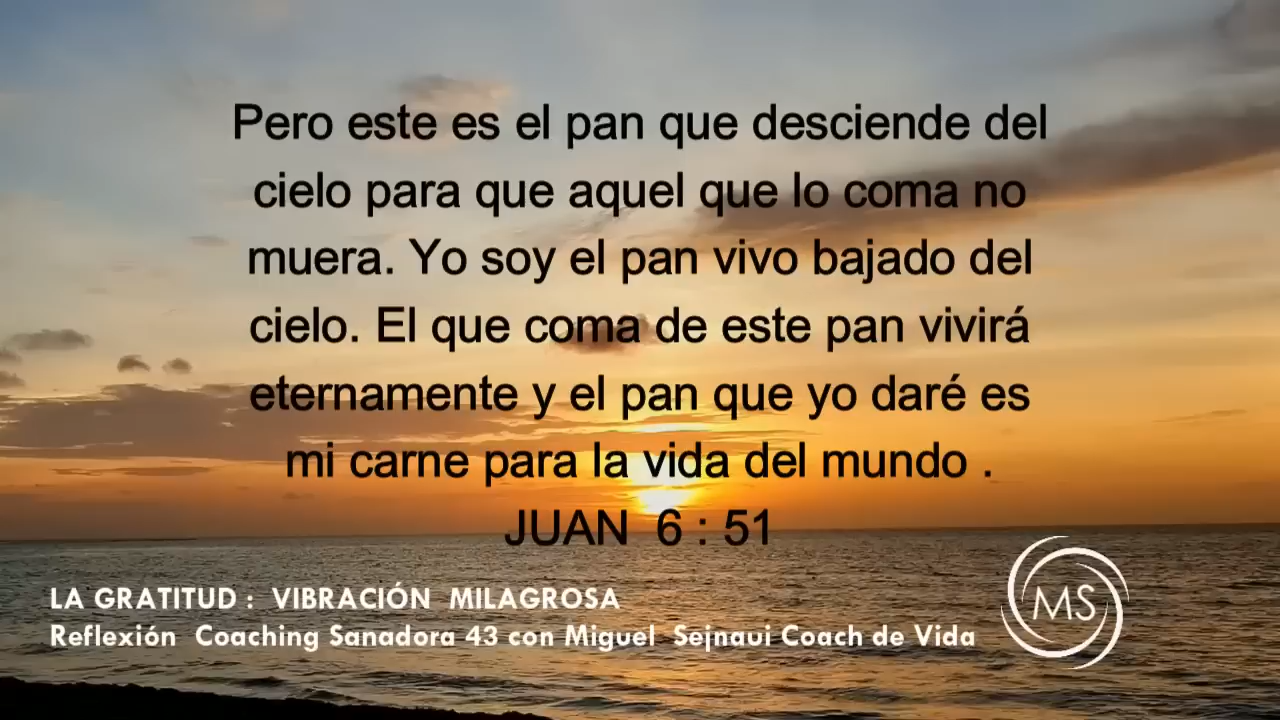 Pero este es el pan que desciende del
cielo para que aquel que lo coma no
muera. Yo soy el pan vivo bajado del
cielo. El que coma de este pan vivirá
eternamente y el pan que yo daré es
mi carne para la vida del mundo .
JUAN 6 : 51
LA GRATITUD : VIBRACIÓN MILAGROSA
Reflexión Coaching Sanadora 43 con Miguel Sejnaui Coach de Vida
MS